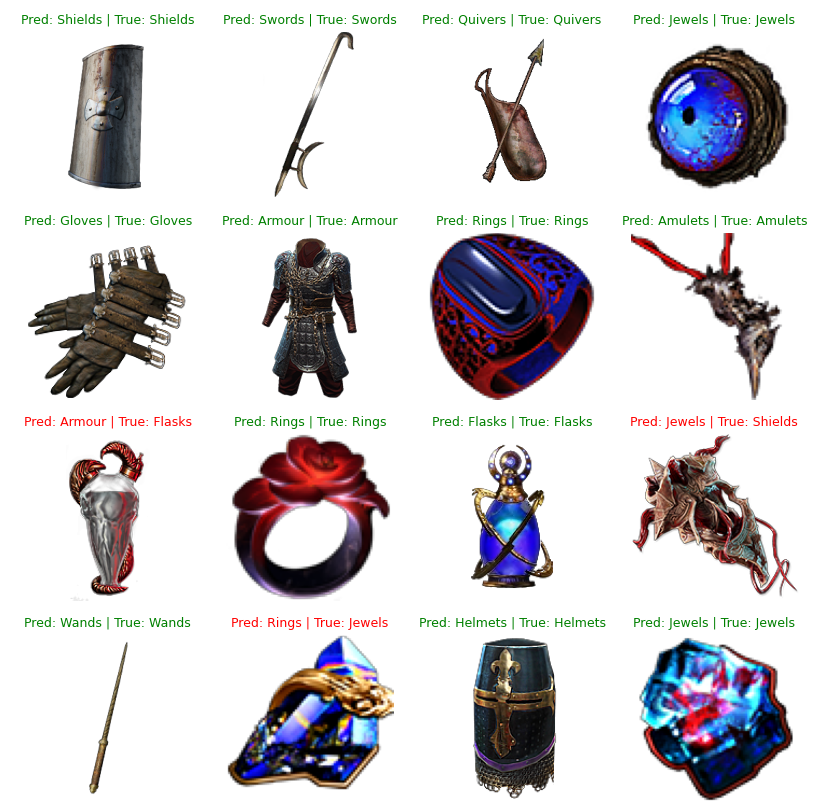 Pred: Shields | True: Shields
Pred: Swords | True: Swords
Pred: Quivers | True: Quivers
Pred: Jewels | True: Jewels
Pred: Gloves | True: Gloves
Pred: Armour | True: Armour
Pred: Rings | True: Rings
Pred: Amulets | True: Amulets
Pred: Armour | True: Flasks
Pred: Rings | True: Rings
Pred: Flasks | True: Flasks
Pred: Jewels | True: Shields
Pred: Wands | True: Wands
Pred: Rings | True: Jewels
Pred: Helmets | True: Helmets
Pred: Jewels | True: Jewels